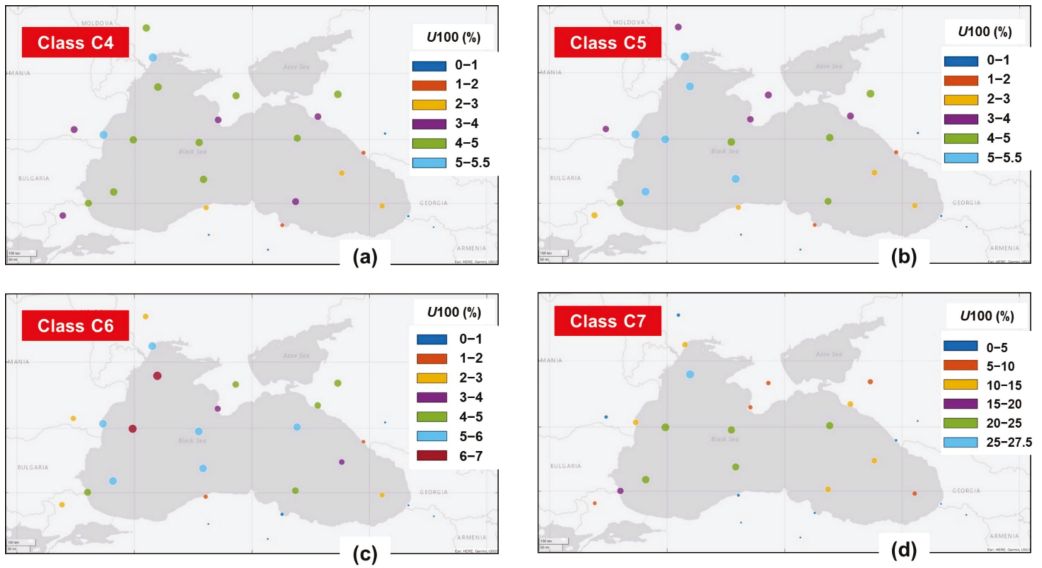 Class C4
MOLDOVA
U100 (%)
0–1
1–2
2–3
3–4
4–5
5–5.5
Azov Sea
Black Sea
BULGARIA
GEORGIA
ARMENIA
(a)
Class C5
MOLDOVA
U100 (%)
0–1
1–2
2–3
3–4
4–5
5–5.5
Azov Sea
Black Sea
BULGARIA
GEORGIA
ARMENIA
(b)
Class C6
U100 (%)
0–1
1–2
2–3
3–4
4–5
5–6
6–7
Azov Sea
Black Sea
BULGARIA
GEORGIA
ARMENIA
(c)
Class C7
U100 (%)
0–5
5–10
10–15
15–20
20–25
25–27.5
Azov Sea
Black Sea
BULGARIA
GEORGIA
ARMENIA
(d)